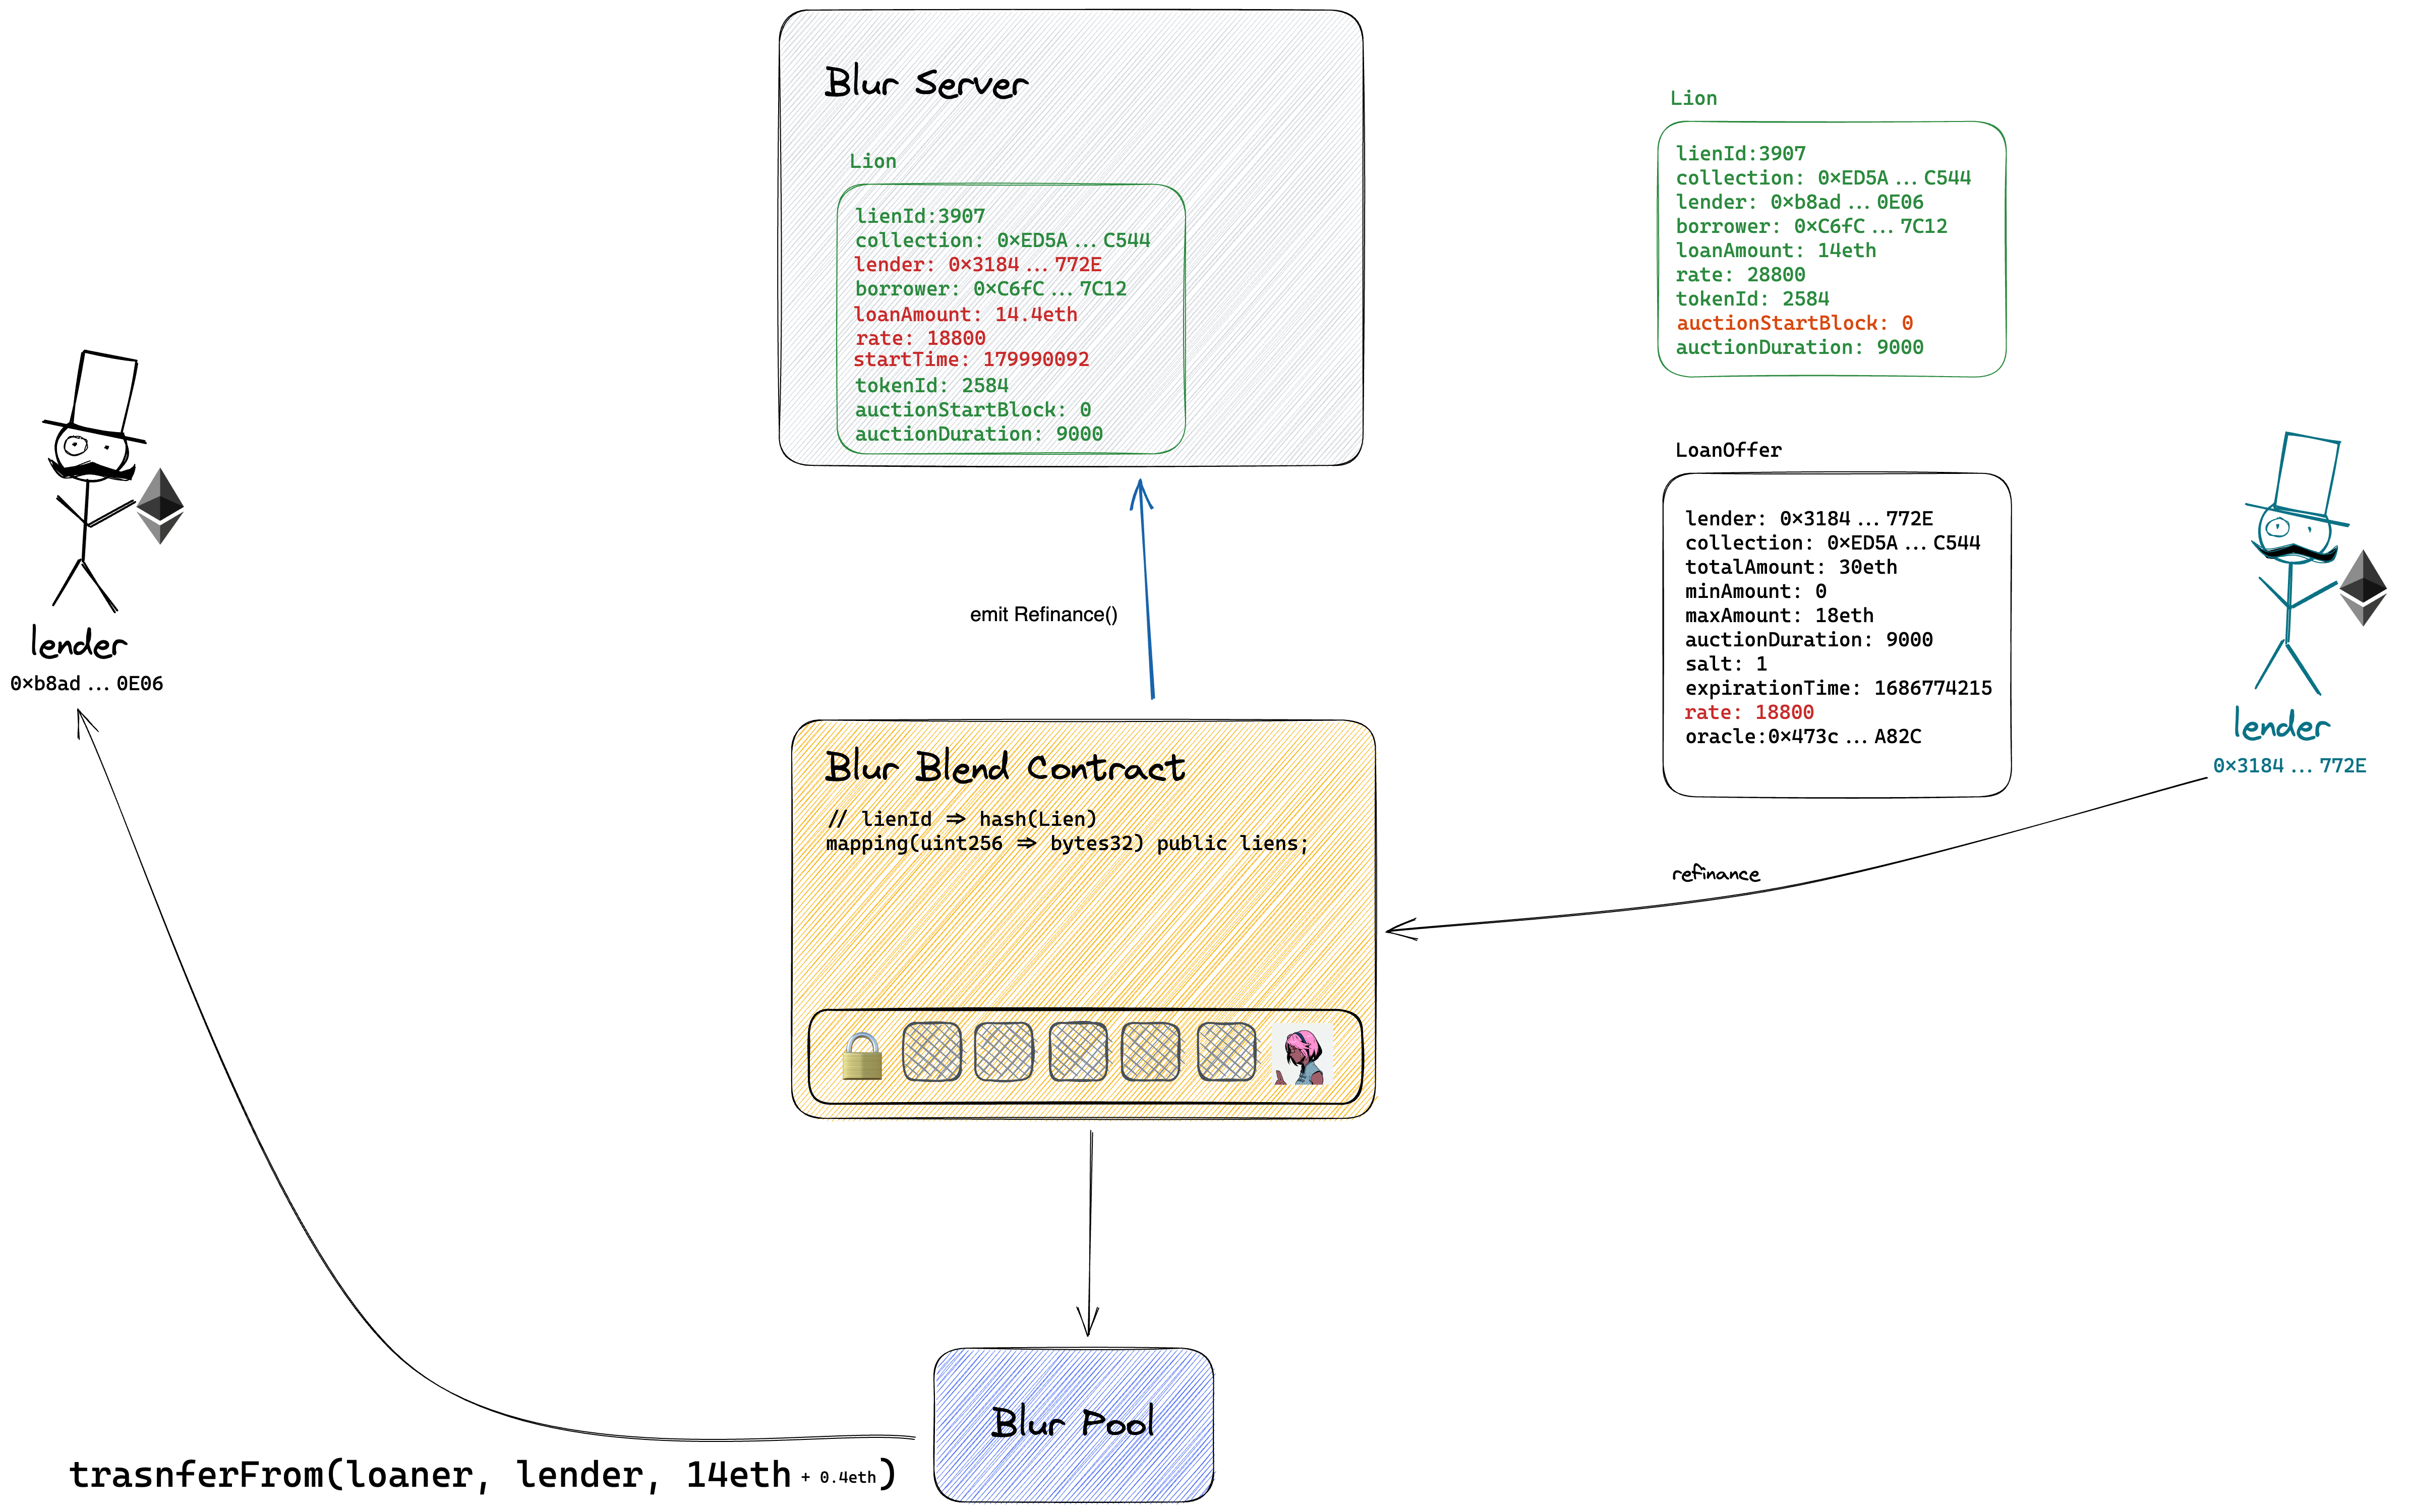 Blur Server
Lion
lienId:3907
collection: 0×ED5A ... C544
lender: 0×3184 ... 772E
borrower: 0×C6fC ... 7C12
loanAmount: 14.4eth
rate: 18800
startTime: 179990092
tokenId: 2584
auctionStartBlock: 0
auctionDuration: 9000
Lion
lienId:3907
collection: 0×ED5A ... C544
lender: 0×b8ad ... 0E06
borrower: 0×C6fC ... 7C12
loanAmount: 14eth
rate: 28800
tokenId: 2584
auctionStartBlock: 0
auctionDuration: 9000
LoanOffer
lender: 0×3184 ... 772E
collection: 0×ED5A ... C544
totalAmount: 30eth
minAmount: 0
maxAmount: 18eth
auctionDuration: 9000
salt: 1
expirationTime: 1686774215
rate: 18800
oracle:0×473c ... A82C
lender
0×b8ad ... 0E06
lender
0×3184 ... 772E
emit Refinance()
refinance
Blur Blend Contract
// lienId ⇒ hash(Lien)
mapping(uint256 ⇒ bytes32) public liens;
Blur Pool
trasnferFrom(loaner, lender, 14eth + 0.4eth)